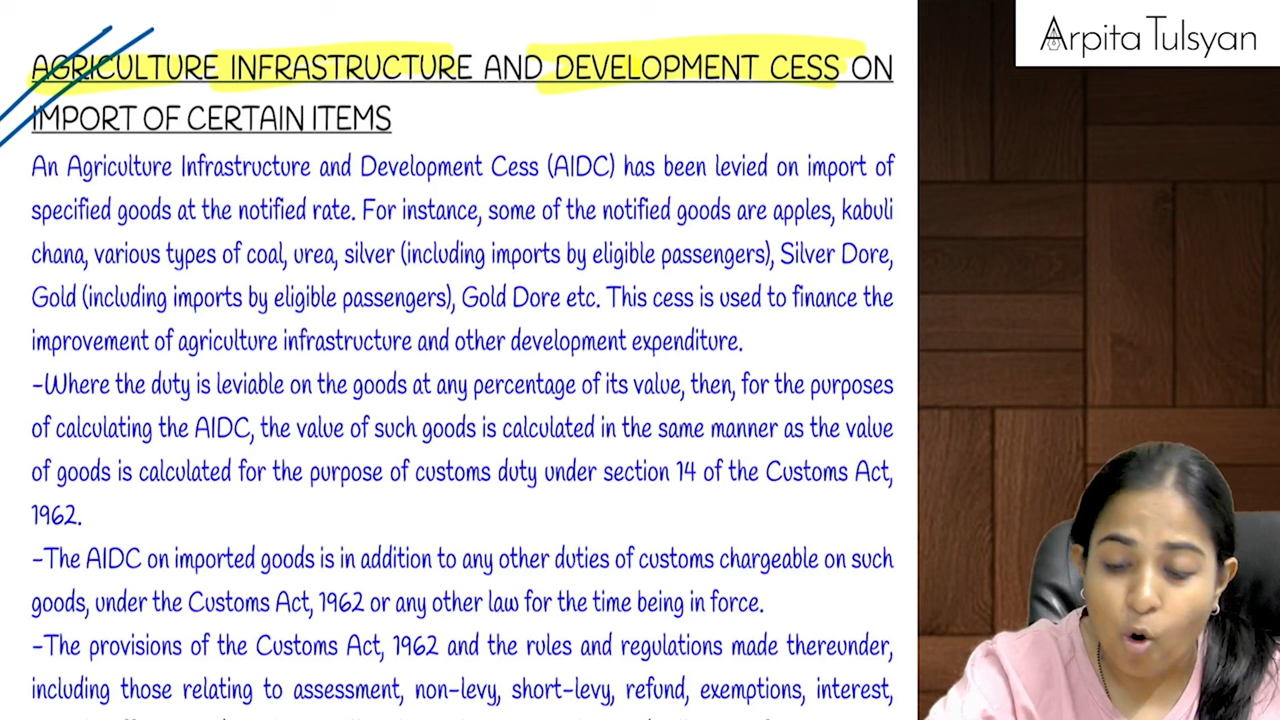 Arpita Tulsyan
AGRICULTURE INFRASTRUCTURE AND DEVELOPMENT CESS ON
IMPORT OF CERTAIN ITEMS
An Agriculture Infrastructure and Development Cess (AIDC) has been levied on import of
specified goods at the notified rate. For instance, some of the notified goods are apples, kabuli
chana, various types of coal, urea, silver (including imports by eligible passengers), Silver Dore,
Gold (including imports by eligible passengers), Gold Dore etc. This cess is used to finance the
improvement of agriculture infrastructure and other development expenditure.
-Where the duty is leviable on the goods at any percentage of its value, then, for the purposes
of calculating the AIDC, the value of such goods is calculated in the same manner as the value
of goods is calculated for the purpose of customs duty under section 14 of the Customs Act,
1962.
-The AIDC on imported goods is in addition to any other duties of customs chargeable on such
goods, under the Customs Act, 1962 or any other law for the time being in force.
-The provisions of the Customs Act, 1962 and the rules and regulations made thereunder,
including those relating to assessment, non-levy, short-levy, refund, exemptions, interest,